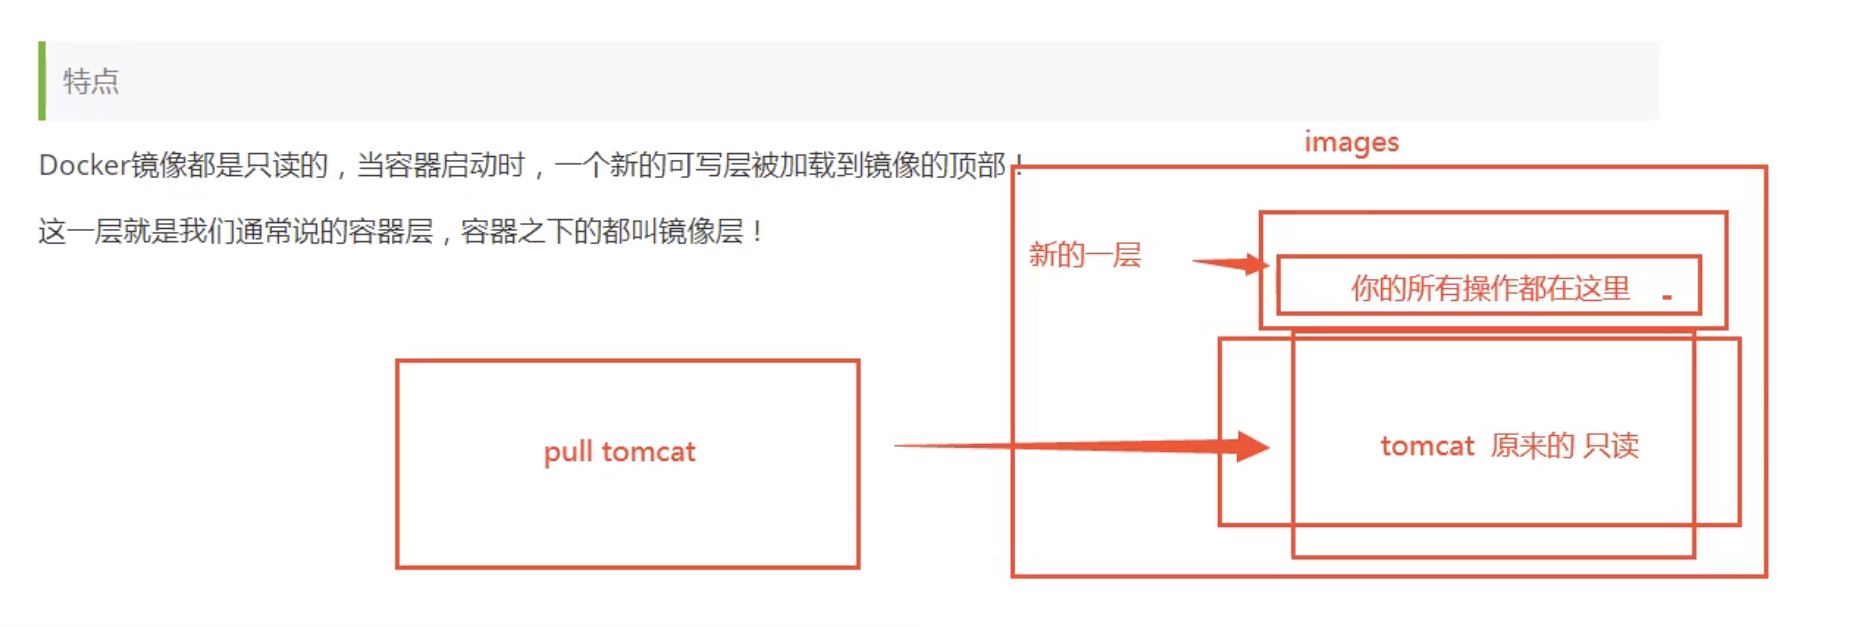 特点
Docker镜像都是只读的，当容器启动时，一个新的可写层被加载到镜像的顶部！
这一层就是我们通常说的容器层，容器之下的都叫镜像层！
images
新的一层
你的所有操作都在这里
pull tomcat
tomcat 原来的 只读